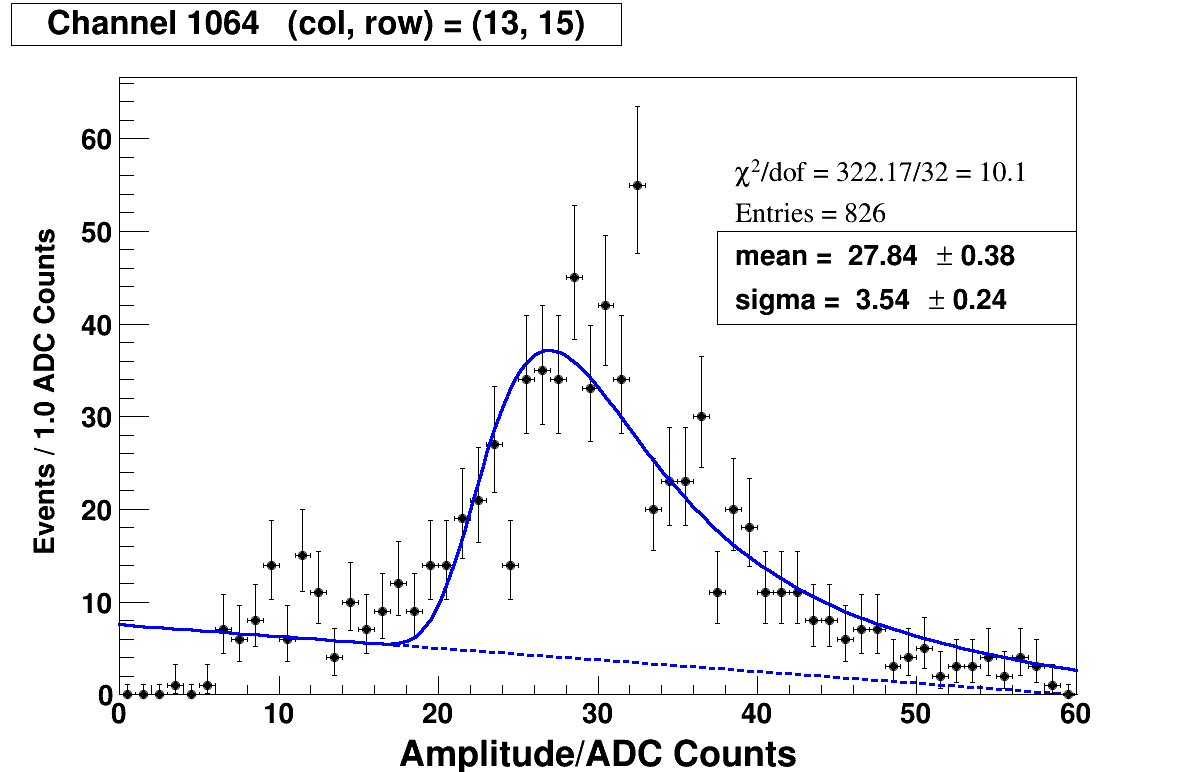 Channel 1064 (col, row) = (13, 15)
χ²/dof = 322.17/32 = 10.1
Entries = 826
mean = 27.84 ± 0.38
sigma = 3.54 ± 0.24
Events / 1.0 ADC Counts
60
50
40
30
20
10
0
0 10 20 30 40 50 60
Amplitude/ADC Counts